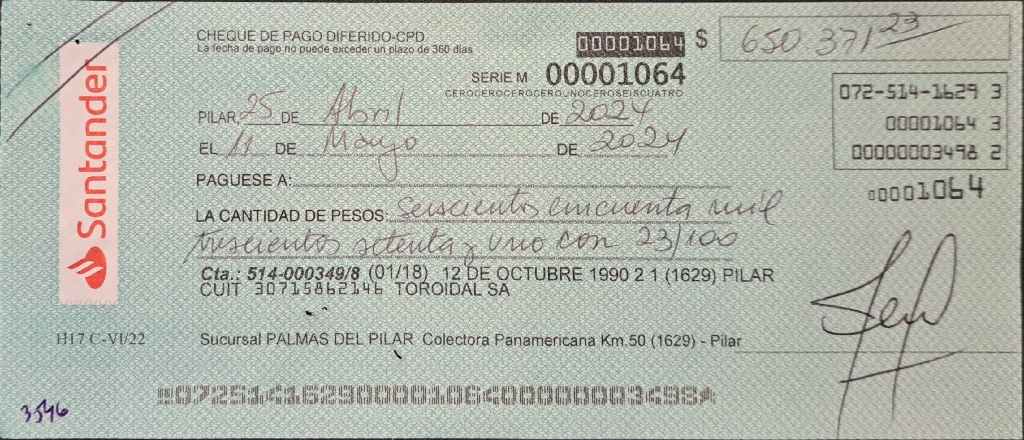 Santander
CHEQUE DE PAGO DIFERIDO-CPD
La fecha de pago no puede exceder un plazo de 360 días
00001064 $ 650 371 23
SERIE M 00001064
CEROCEROCEROCEROUNOCEROSEISCUATRO
072-514-1629 3
00001064 3
00000003498 2
00001064
PILAR, 25 DE Abril DE 2024
EL 11 DE Mayo DE 2024
PAGUESE A:
LA CANTIDAD DE PESOS: seiscientos cincuenta mil
trescientos setenta y uno con 23/100
Cta.: 514-000349/8 (01/18) 12 DE OCTUBRE 1990 2 1 (1629) PILAR
CUIT 30715862146 TOROIDAL SA
H17 C-VI/22
Sucursal PALMAS DEL PILAR Colectora Panamericana Km.50 (1629) - Pilar
07251416290000106400000003498
3546